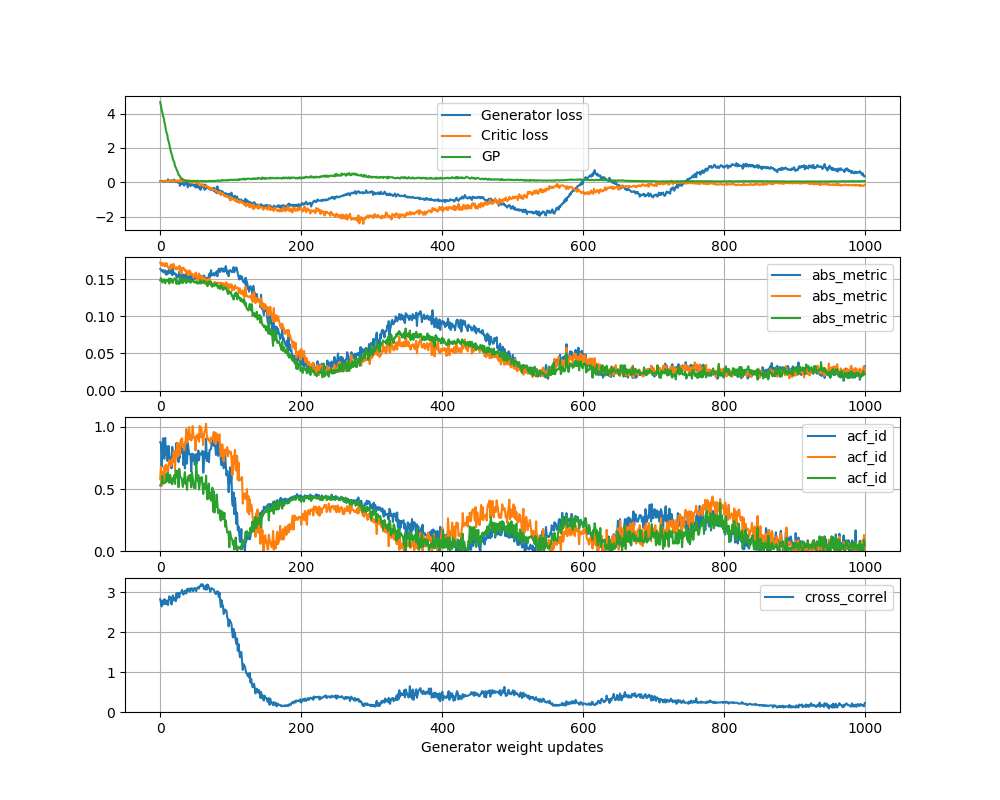 4
2
0
−2
Generator loss
Critic loss
GP
0 200 400 600 800 1000
0.15
0.10
0.05
0.00
abs_metric
abs_metric
abs_metric
0 200 400 600 800 1000
1.0
0.5
0.0
acf_id
acf_id
acf_id
0 200 400 600 800 1000
3
2
1
0
cross_correl
0 200 400 600 800 1000
Generator weight updates